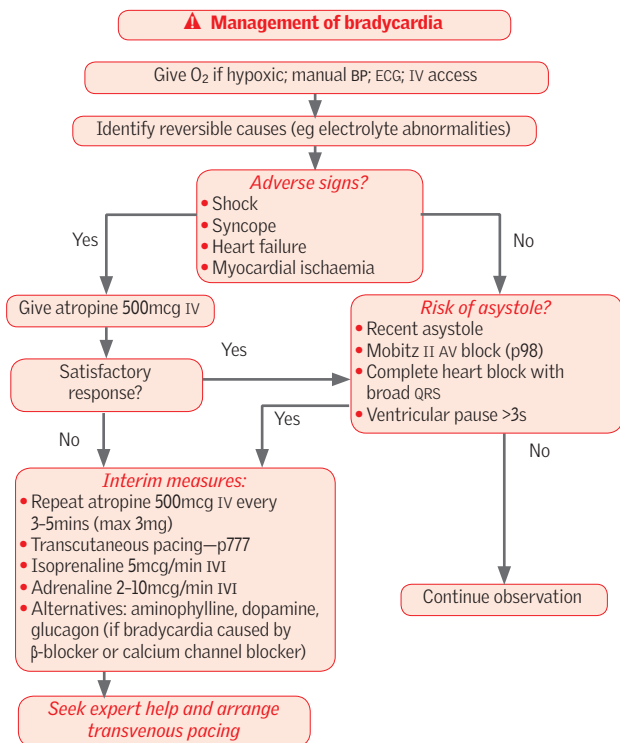 ⚠ Management of bradycardia
Give O₂ if hypoxic; manual BP; ECG; IV access
Identify reversible causes (eg electrolyte abnormalities)
Adverse signs?
• Shock
• Syncope
• Heart failure
• Myocardial ischaemia
Yes
No
Give atropine 500mcg IV
Risk of asystole?
• Recent asystole
• Mobitz II AV block (p98)
• Complete heart block with
broad QRS
• Ventricular pause >3s
Satisfactory
response?
Yes
Yes
No
No
Interim measures:
• Repeat atropine 500mcg IV every
3–5mins (max 3mg)
• Transcutaneous pacing—p777
• Isoprenaline 5mcg/min IVI
• Adrenaline 2–10mcg/min IVI
• Alternatives: aminophylline, dopamine,
glucagon (if bradycardia caused by
β-blocker or calcium channel blocker)
Continue observation
Seek expert help and arrange
transvenous pacing